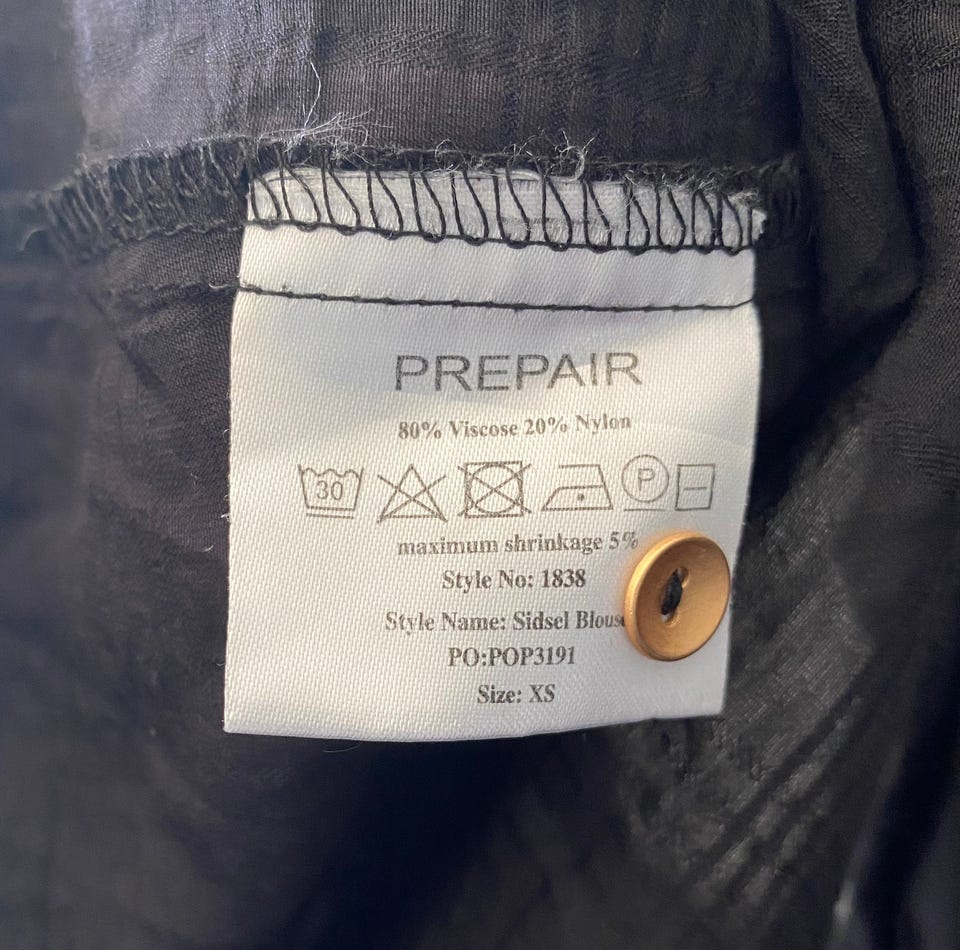 PREPAIR
80% Viscose 20% Nylon
30 P
maximum shrinkage 5%
Style No: 1838
Style Name: Sidsel Blouse
PO:POP3191
Size: XS